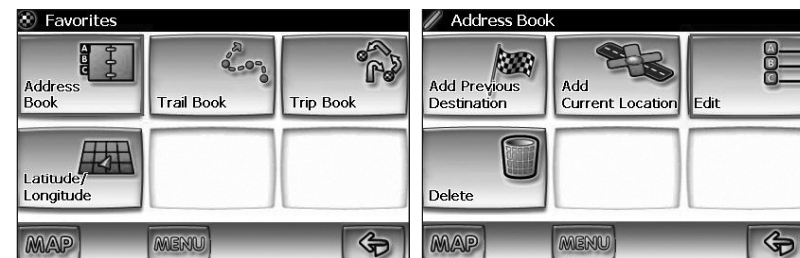 Favorites
A
B
C
Address
Book
Trail Book
Trip Book
Latitude/
Longitude
MAP
MENU
Address Book
Add Previous
Destination
Add
Current Location
A
B
C
Edit
Delete
MAP
MENU